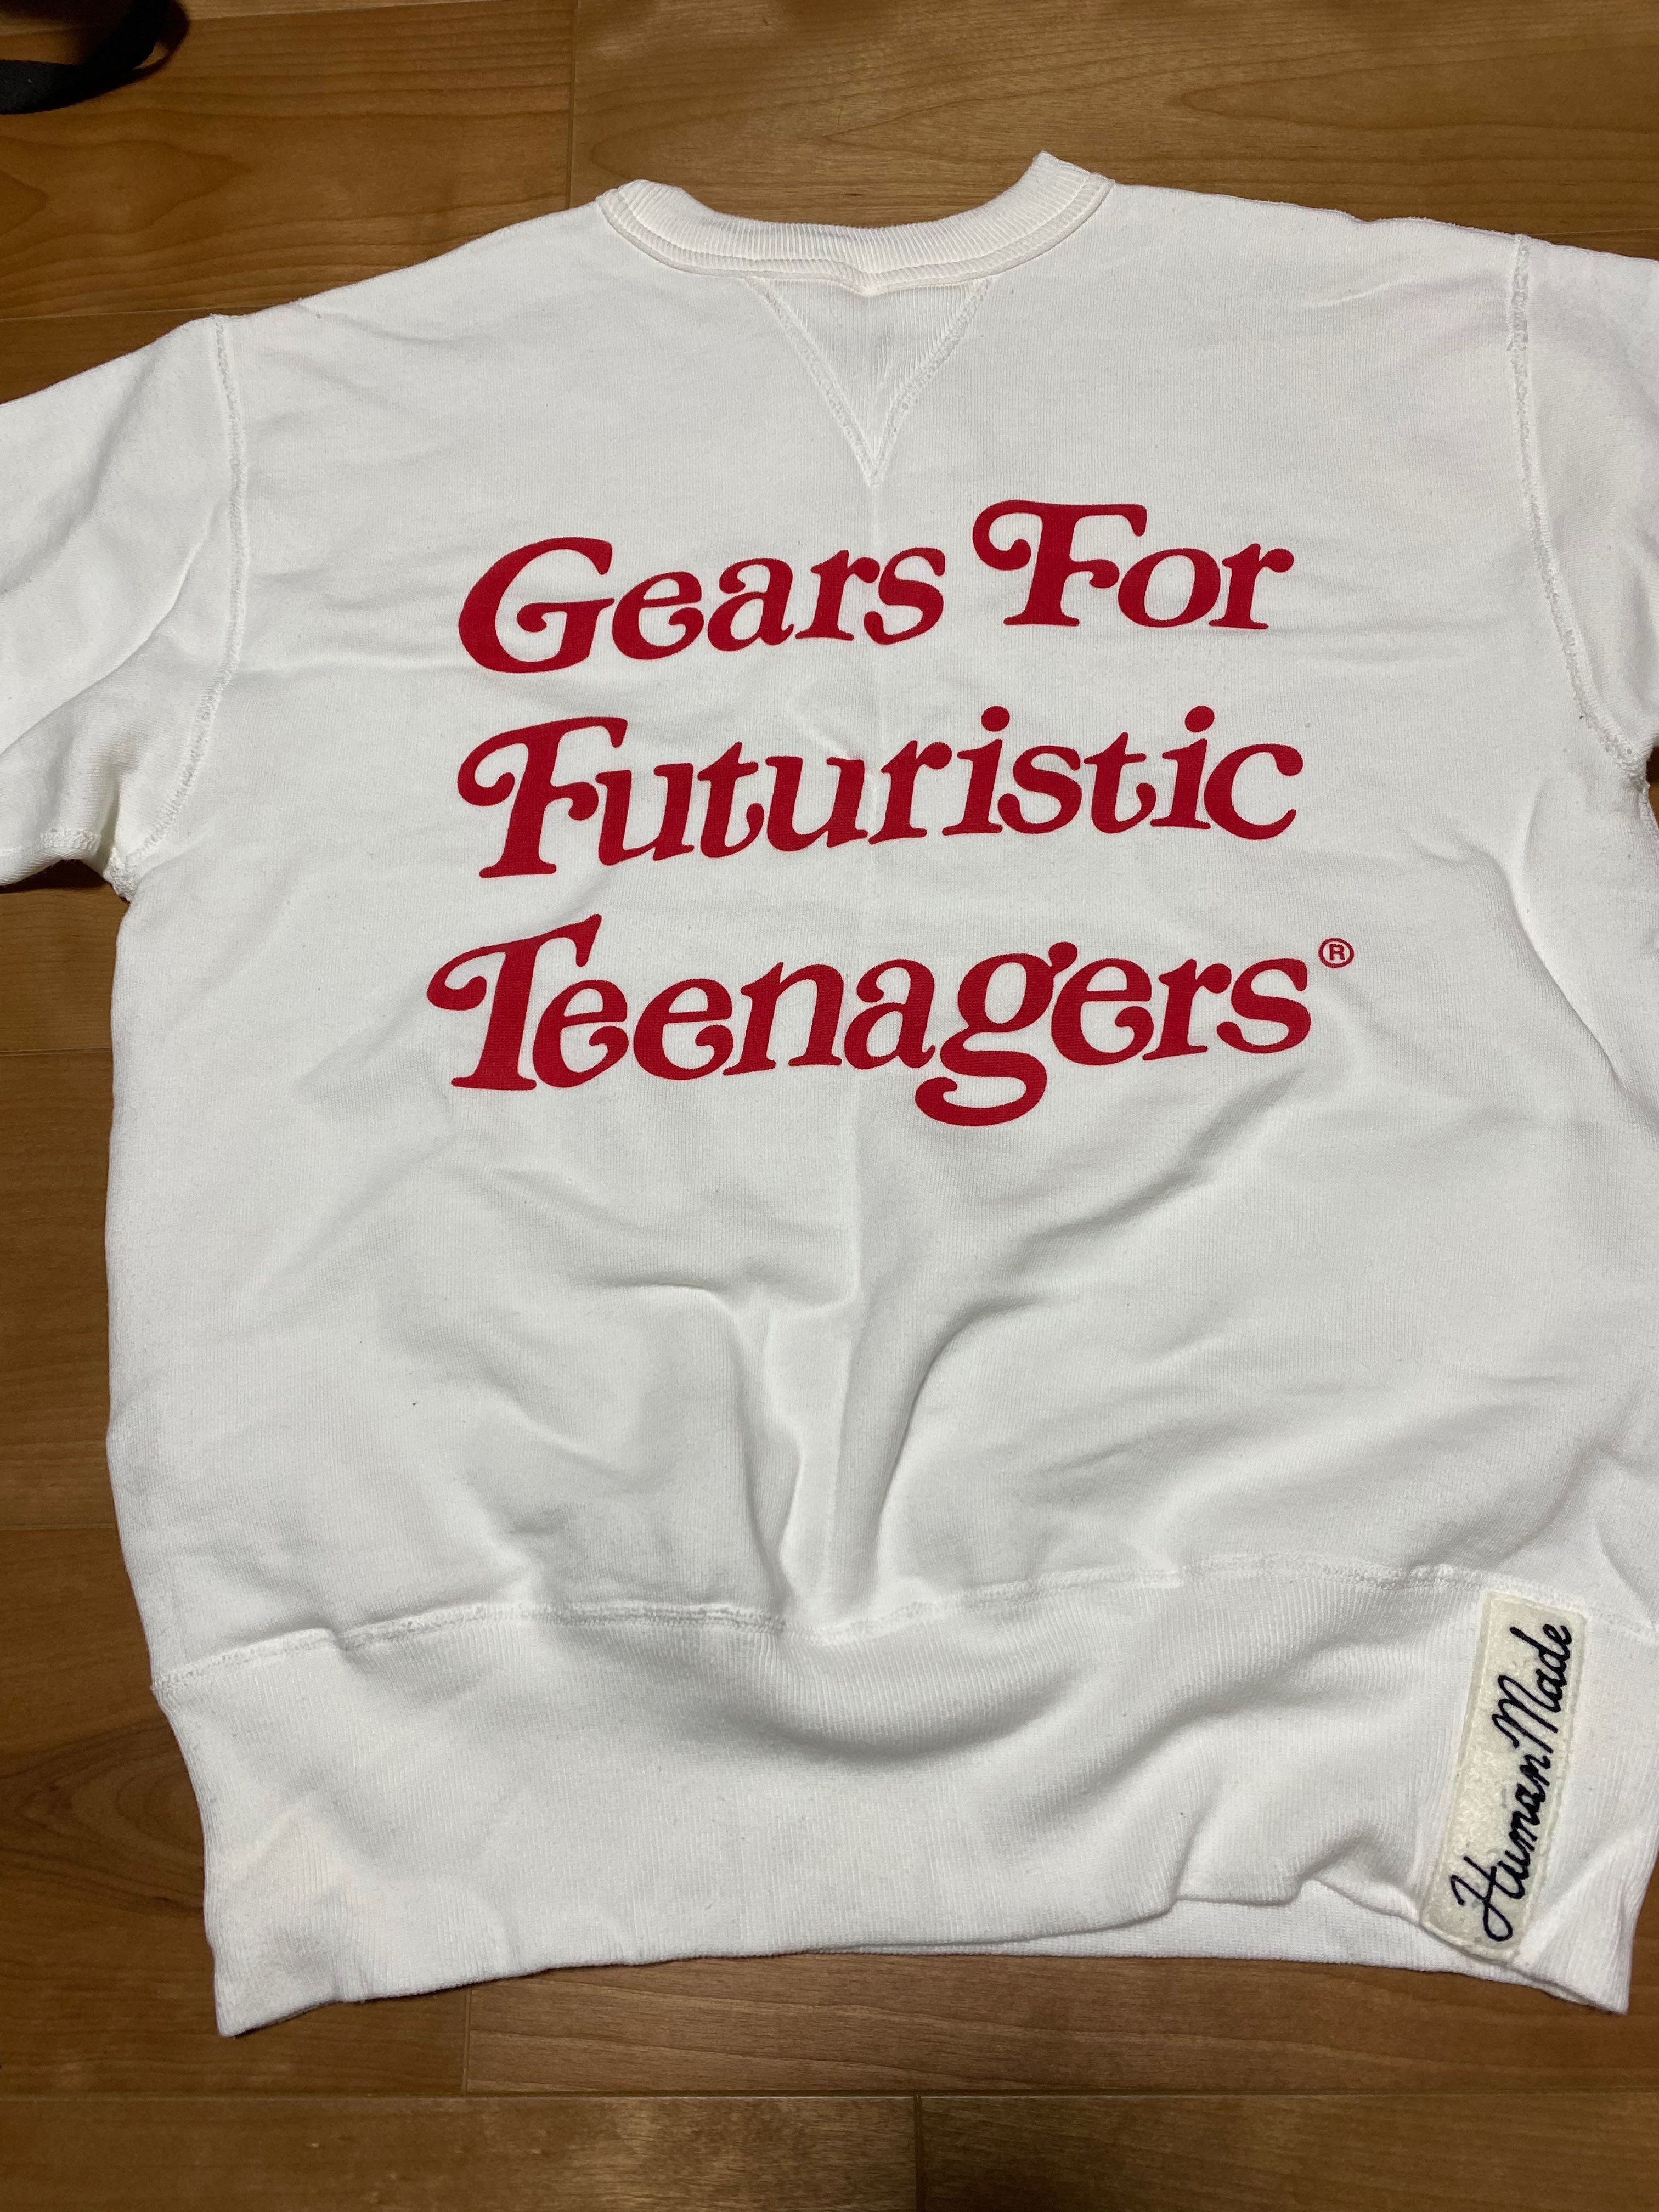 Gears For
Futuristic
Teenagers®
Human Made